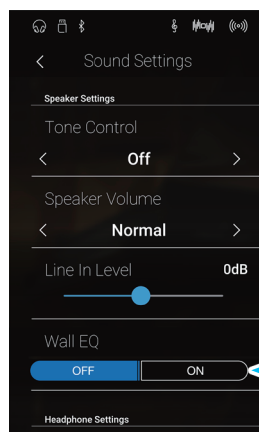 Sound Settings
Speaker Settings
Tone Control
Off
Speaker Volume
Normal
Line In Level 0dB
Wall EQ
OFF ON
Headphone Settings